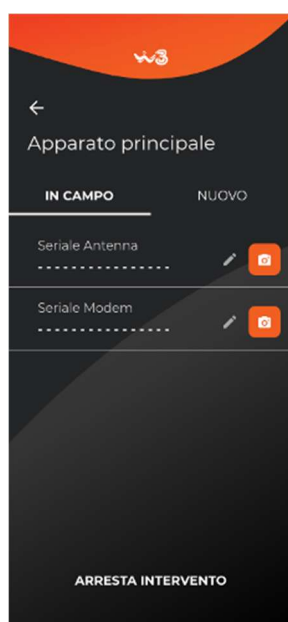 W3
Apparato principale
IN CAMPO NUOVO
Seriale Antenna
-----------------
Seriale Modem
-----------------
ARRESTA INTERVENTO